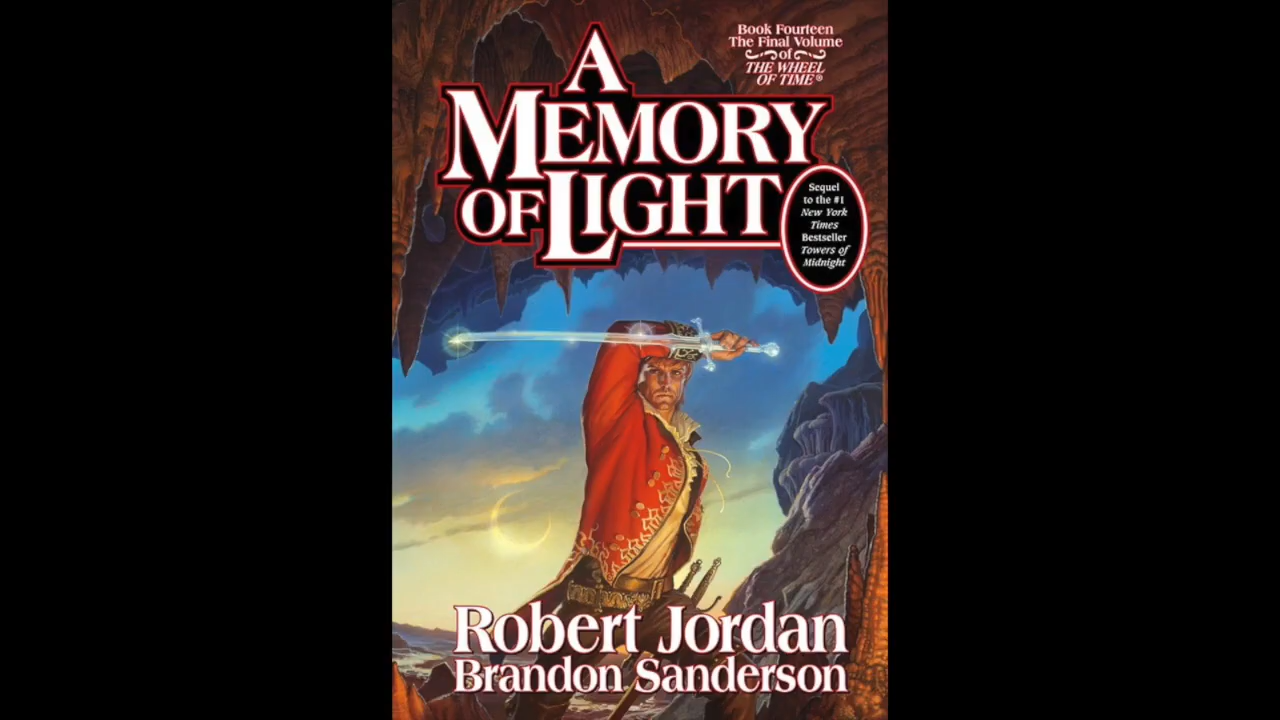 Book Fourteen
The Final Volume
of
THE WHEEL
OF TIME®
A
MEMORY
OF LIGHT
Sequel
to the #1
New York
Times
Bestseller
Towers of
Midnight
Robert Jordan
Brandon Sanderson